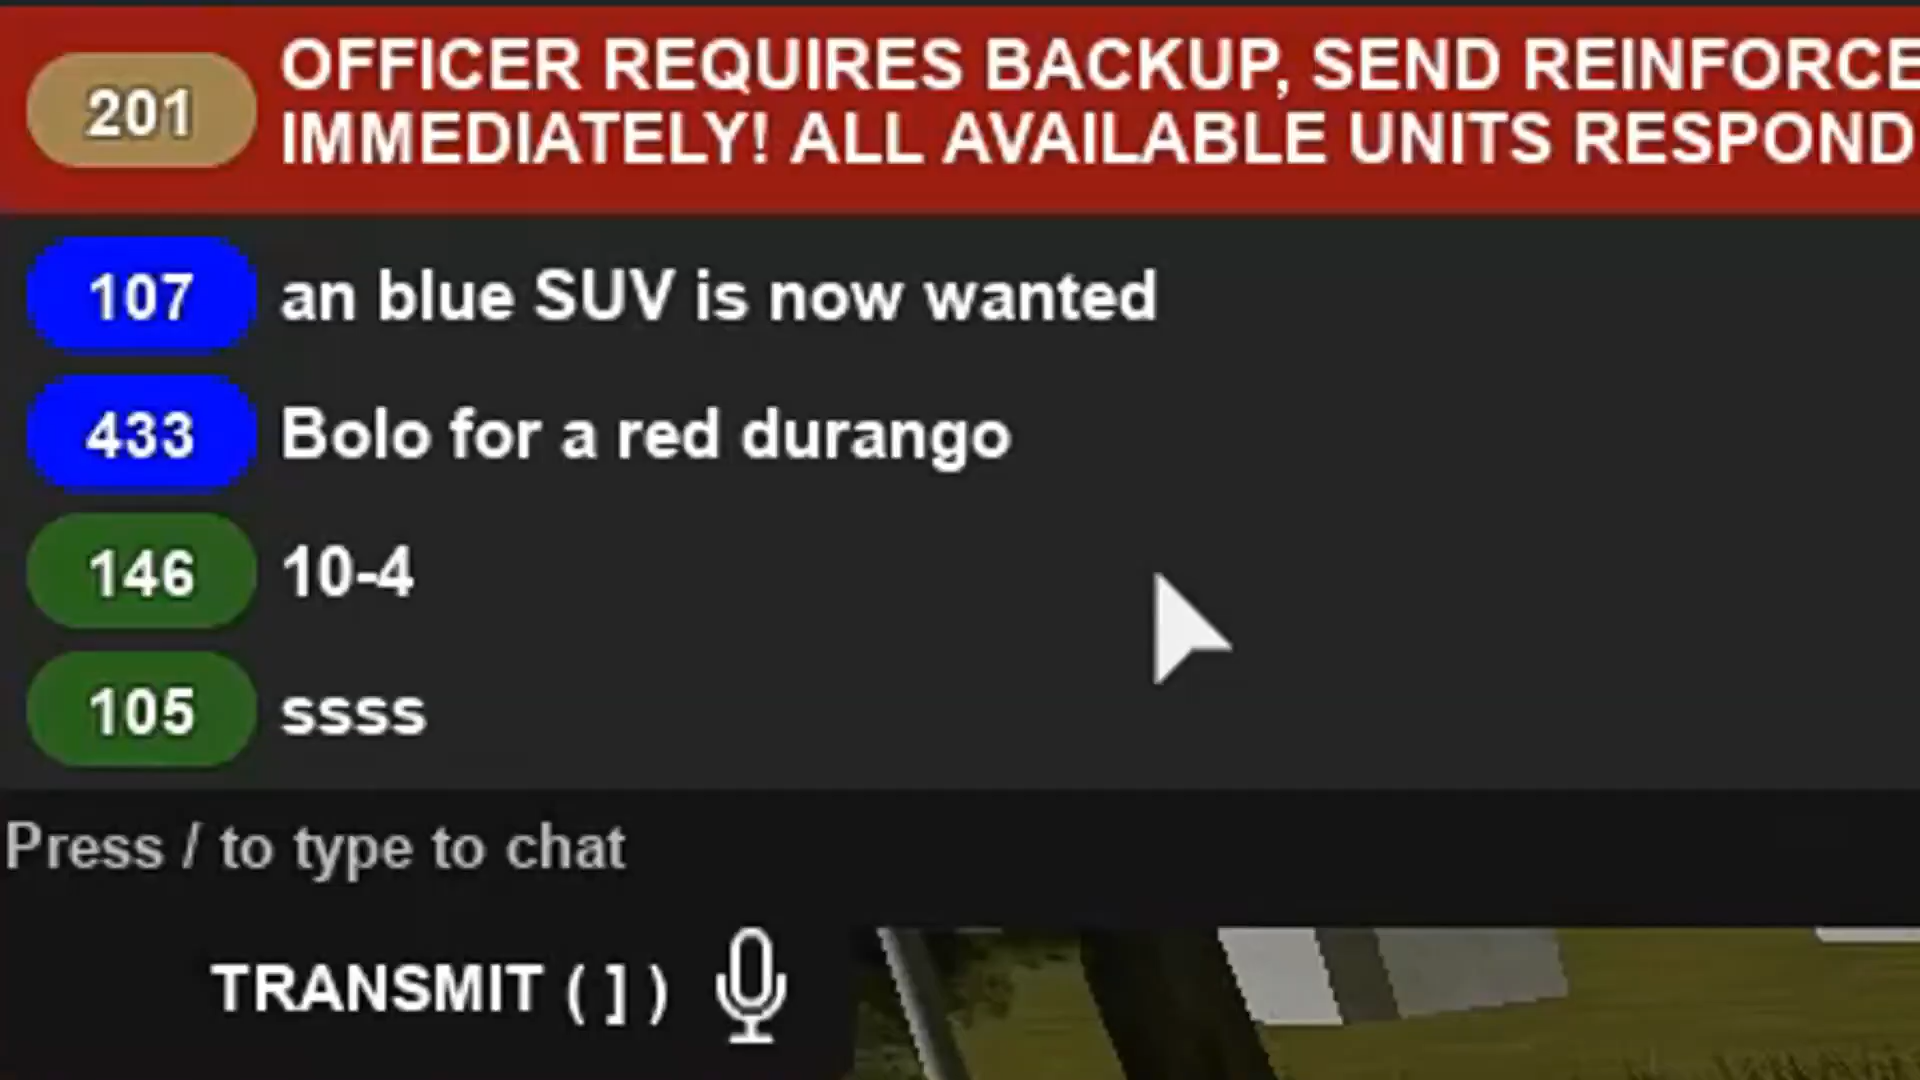 201 OFFICER REQUIRES BACKUP, SEND REINFORCE
IMMEDIATELY! ALL AVAILABLE UNITS RESPOND
107 an blue SUV is now wanted
433 Bolo for a red durango
146 10-4
105 ssss
Press / to type to chat
TRANSMIT ( ] )